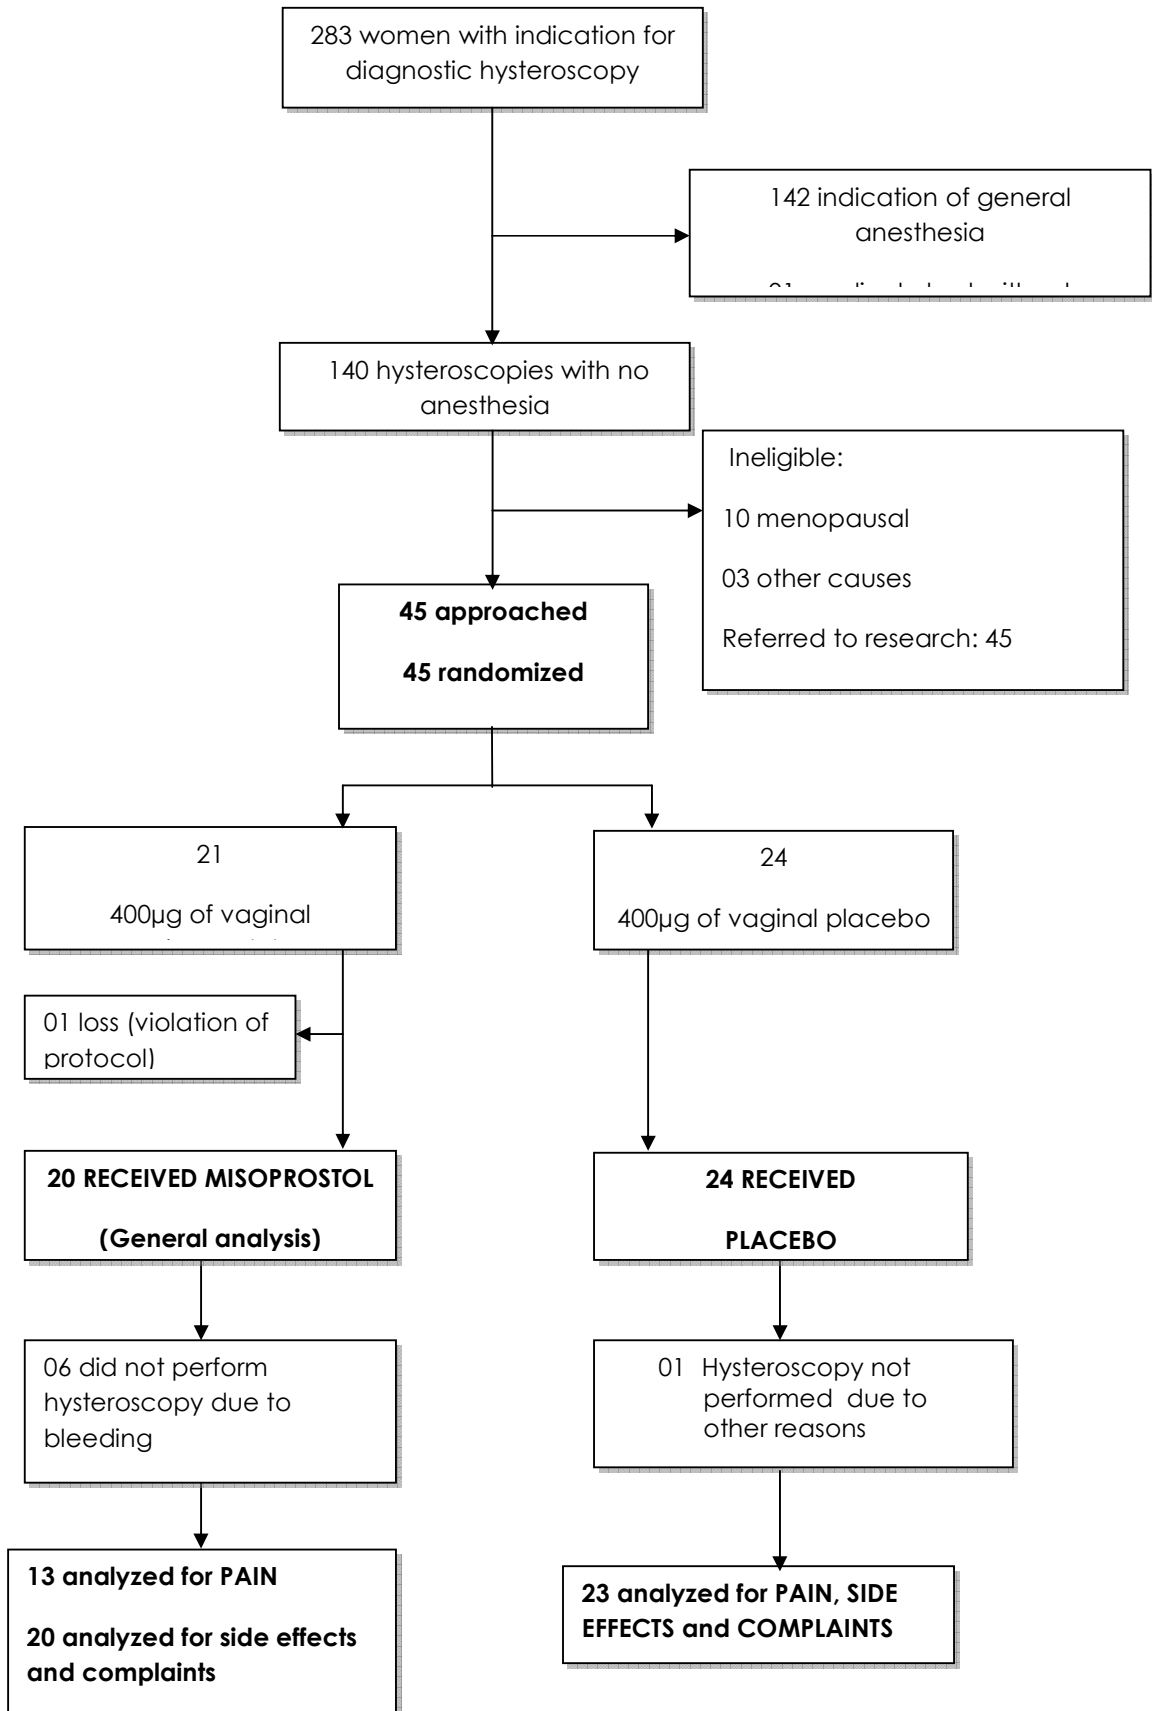 283 women with indication for
diagnostic hysteroscopy
142 indication of general
anesthesia
140 hysteroscopies with no
anesthesia
Ineligible:
10 menopausal
03 other causes
Referred to research: 45
45 approached
45 randomized
21
400µg of vaginal
24
400µg of vaginal placebo
01 loss (violation of
protocol)
20 RECEIVED MISOPROSTOL
(General analysis)
24 RECEIVED
PLACEBO
06 did not perform
hysteroscopy due to
bleeding
01 Hysteroscopy not
performed due to
other reasons
13 analyzed for PAIN
20 analyzed for side effects
and complaints
23 analyzed for PAIN, SIDE
EFFECTS and COMPLAINTS